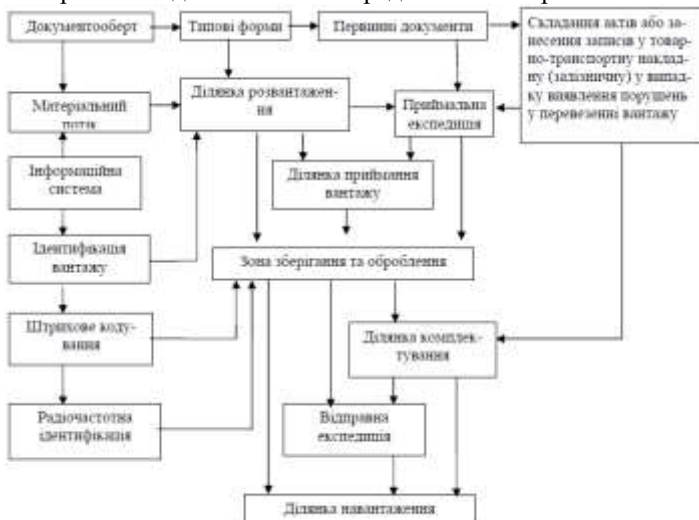 Документооберт
Типові форми
Первинні документи
Складання актів або за-
несення записів у товар-
но-транспортну наклад-
ну (залізничну) у випад-
ку виявлення порушень
у перевезенні вантажу
Матеріальний
потік
Ділянка розвантажен-
ня
Приймальна
експедиція
Інформаційна
система
Ділянка приймання
вантажу
Ідентифікація
вантажу
Зона зберігання та оброблення
Штрихове коду-
вання
Ділянка комплек-
тування
Радіочастотна
ідентифікація
Відправна
експедиція
Ділянка навантаження